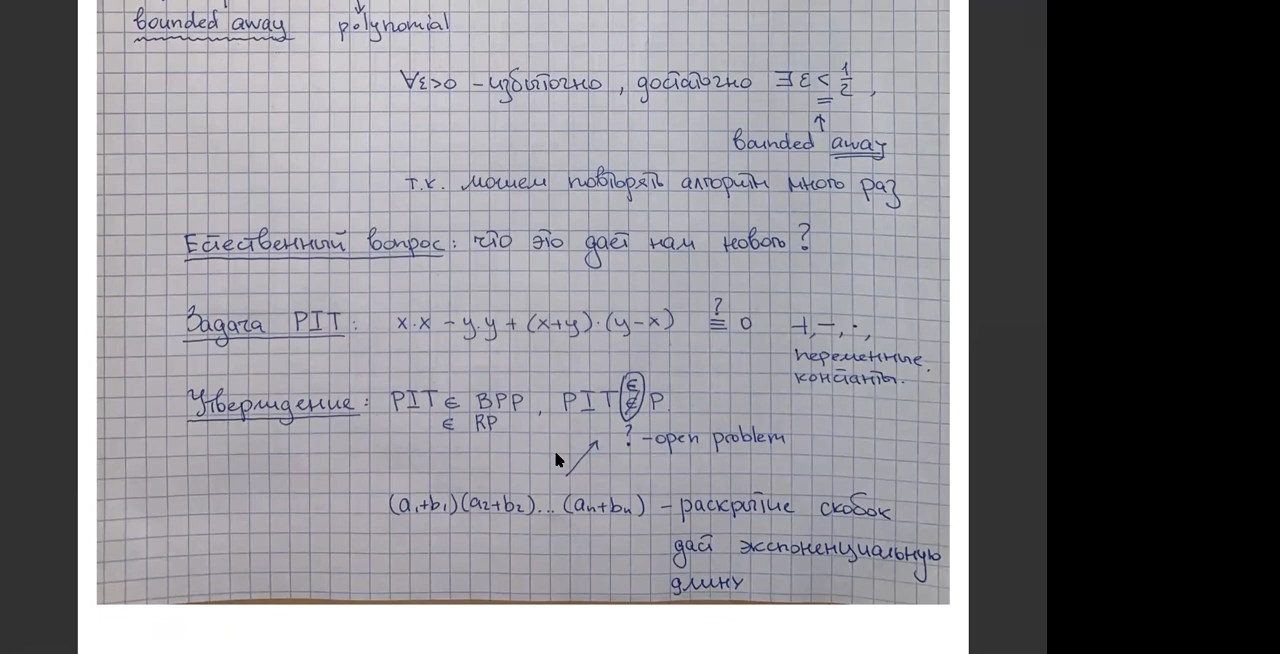 bounded away polynomial
∀ε>0 – избыточно, достаточно ∃ ε < 1/2,
↑
bounded away
т.к. можем повторять алгоритм много раз
Естественный вопрос: что это даёт нам нового?
Задача PIT: x·x – y·y + (x+y)·(y–x) ≡? 0 +, –, ·,
переменные.
константы.
Утверждение: PIT ∈ BPP, PIT ∈ ∉ P.
∈ RP
? – open problem
(a₁+b₁)(a₂+b₂)...(aₙ+bₙ) – раскрытие скобок
даст экспоненциальную
длину